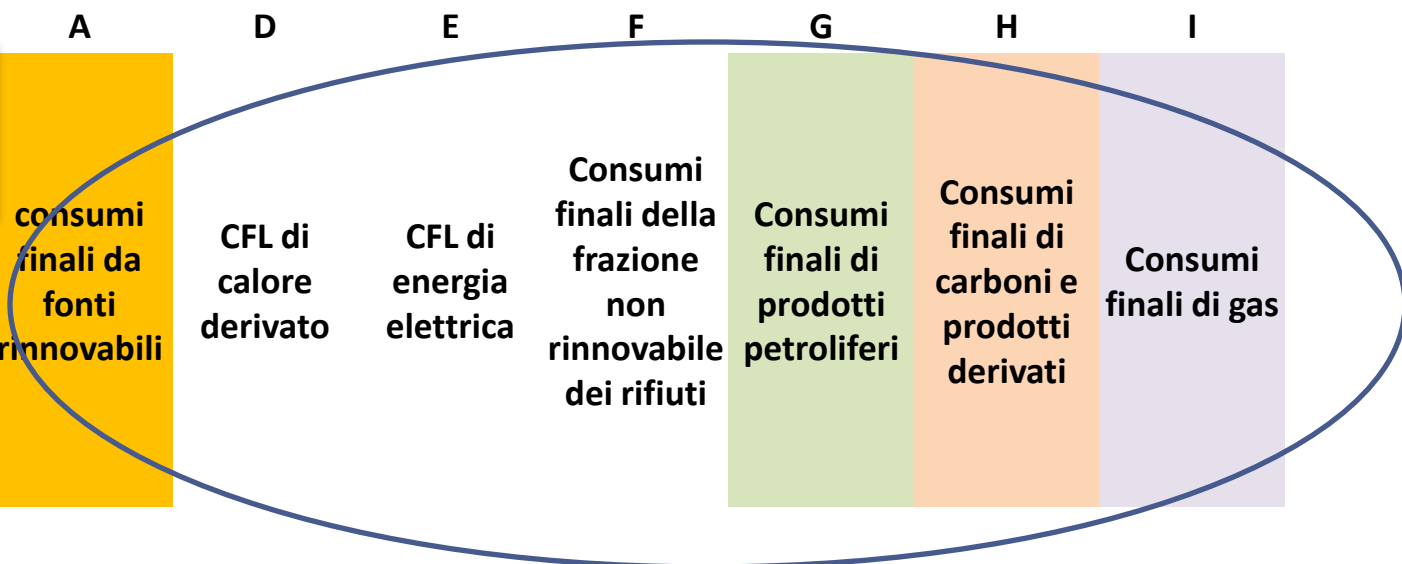 A D E F G H I
consumi
finali da
fonti
rinnovabili
CFL di
calore
derivato
CFL di
energia
elettrica
Consumi
finali della
frazione
non
rinnovabile
dei rifiuti
Consumi
finali di
prodotti
petroliferi
Consumi
finali di
carboni e
prodotti
derivati
Consumi
finali di gas